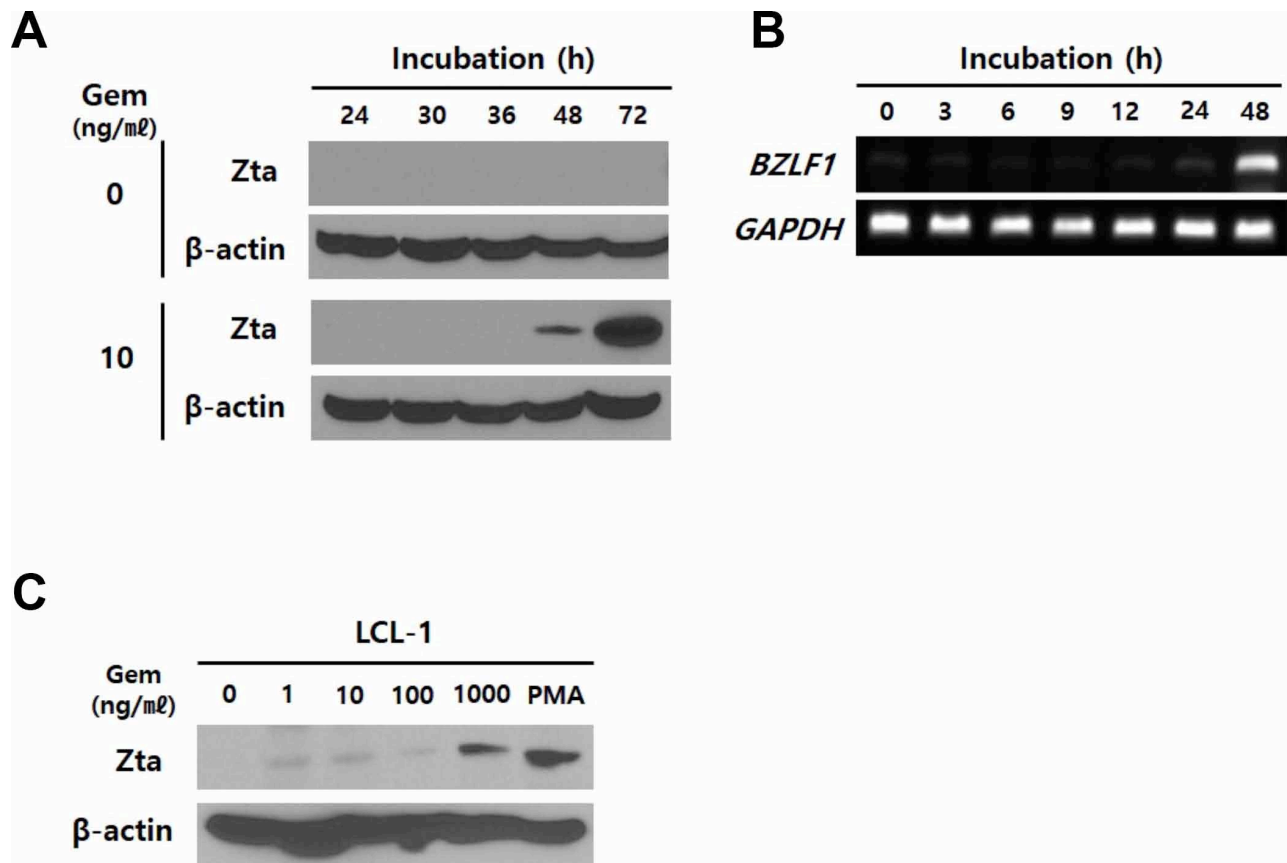 A
Incubation (h)
Gem
(ng/㎖)
24 30 36 48 72
0
Zta
β-actin
10
Zta
β-actin
B
Incubation (h)
0 3 6 9 12 24 48
BZLF1
GAPDH
C
LCL-1
Gem
(ng/㎖)
0 1 10 100 1000 PMA
Zta
β-actin